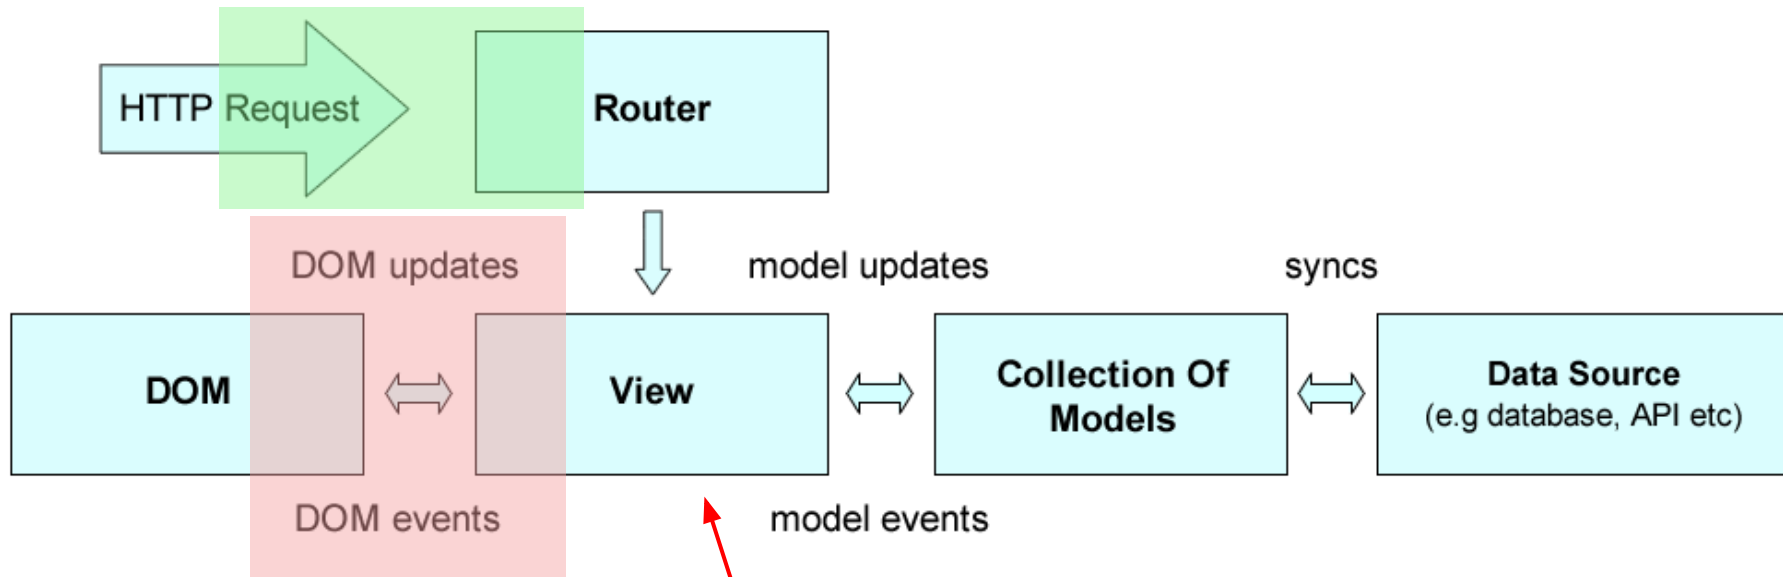 HTTP Request
Router
DOM updates
model updates
syncs
DOM
View
Collection Of
Models
Data Source
(e.g database, API etc)
DOM events
model events